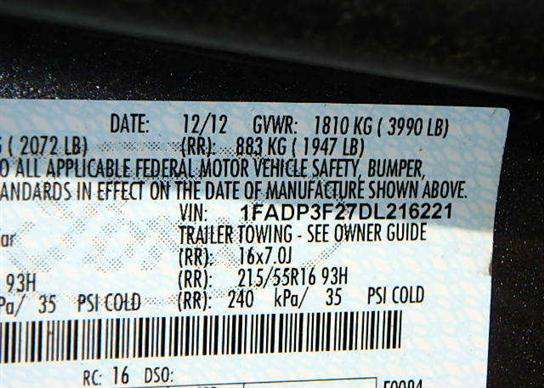 DATE: 12/12 GVWR: 1810 KG ( 3990 LB)
( 2072 LB) (RR): 883 KG ( 1947 LB)
O ALL APPLICABLE FEDERAL MOTOR VEHICLE SAFETY, BUMPER,
ANDARDS IN EFFECT ON THE DATE OF MANUFACTURE SHOWN ABOVE.
VIN: 1FADP3F27DL216221
ar TRAILER TOWING - SEE OWNER GUIDE
(RR): 16x7.0J
93H (RR): 215/55R16 93H
Pa/ 35 PSI COLD (RR): 240 kPa/ 35 PSI COLD
RC: 16 DSO: